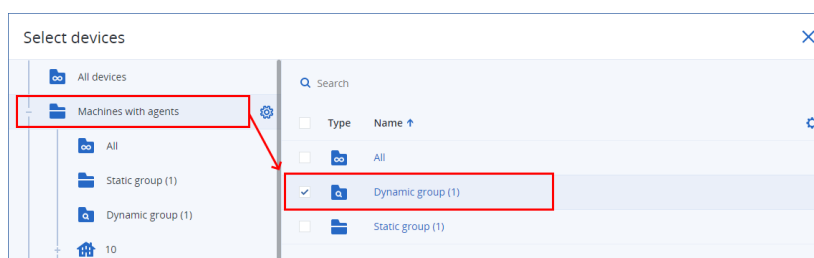 Select devices
All devices
Machines with agents
All
Static group (1)
Dynamic group (1)
10
Search
Type Name
All
Dynamic group (1)
Static group (1)